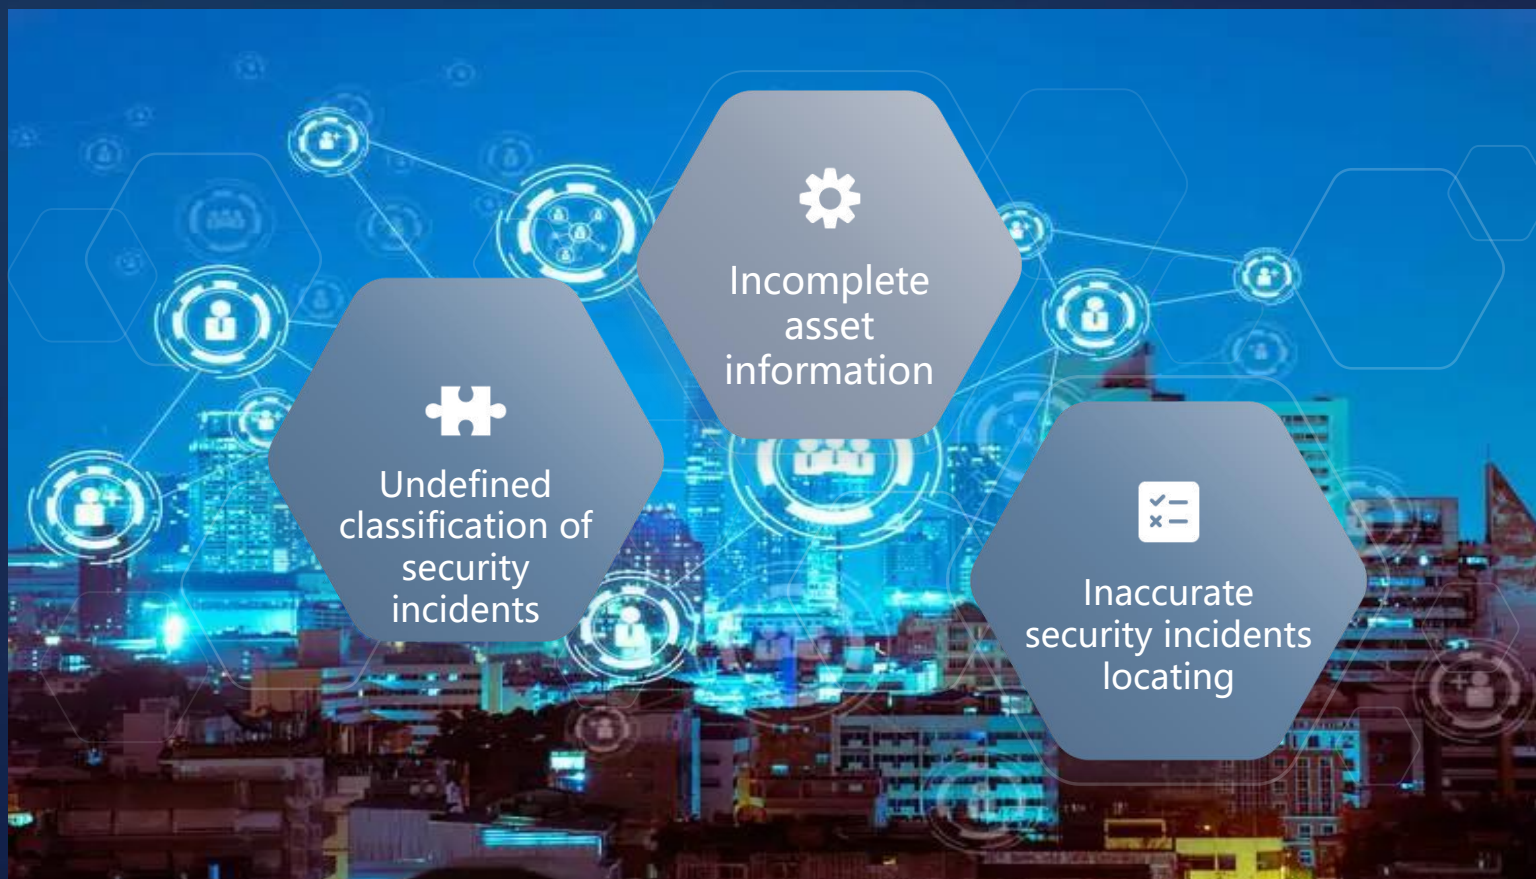 Incomplete
asset
information
Undefined
classification of
security
incidents
Inaccurate
security incidents
locating